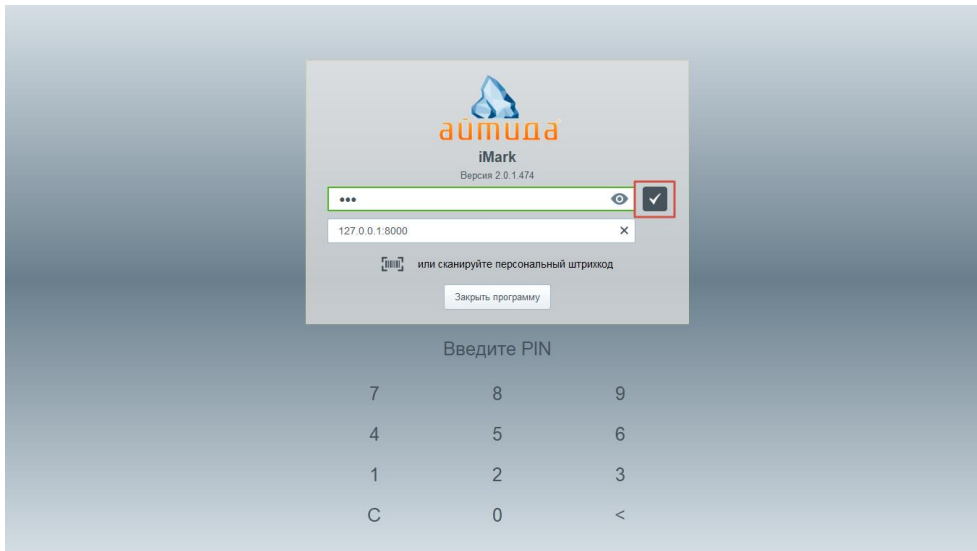 айтида
iMark
Версия 2.0.1.474
•••
127.0.0.1:8000
или сканируйте персональный штрихкод
Закрыть программу
Введите PIN
7 8 9
4 5 6
1 2 3
C 0 <